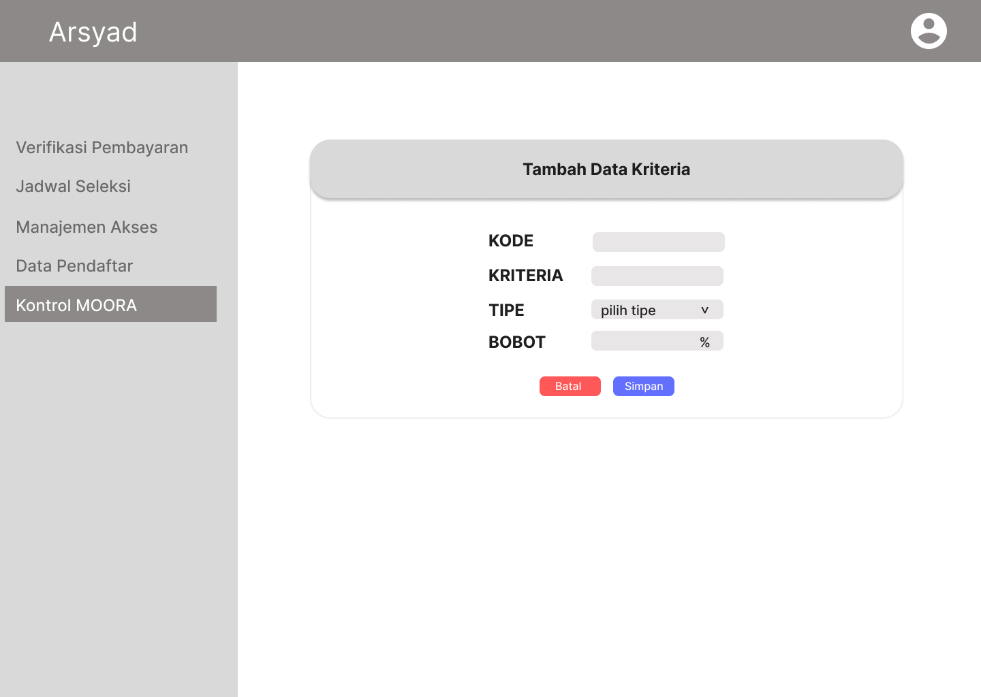 Arsyad
Verifikasi Pembayaran
Jadwal Seleksi
Manajemen Akses
Data Pendaftar
Kontrol MOORA
Tambah Data Kriteria
KODE
KRITERIA
TIPE pilih tipe v
BOBOT %
Batal Simpan